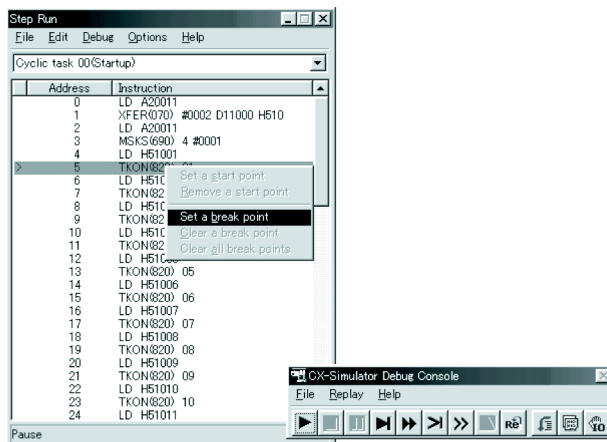 Step Run
File Edit Debug Options Help
Cyclic task 00(Startup)
Address Instruction
0 LD A20011
1 XFER(070) #0002 D11000 H510
2 LD A20011
3 MSKS(690) 4 #0001
4 LD H51001
5 TKON(820) 01
6 LD H510
7 TKON(82
8 LD H510
9 TKON(82
10 LD H510
11 TKON(82
12 LD
13 TKON(820) 05
14 LD H51006
15 TKON(820) 06
16 LD H51007
17 TKON(820) 07
18 LD H51008
19 TKON(820) 08
20 LD H51009
21 TKON(820) 09
22 LD H51010
23 TKON(820) 10
24 LD H51011
Pause
Set a start point
Remove a start point
Set a break point
Clear a break point
Clear all break points
CX-Simulator Debug Console
File Replay Help
Re
IO